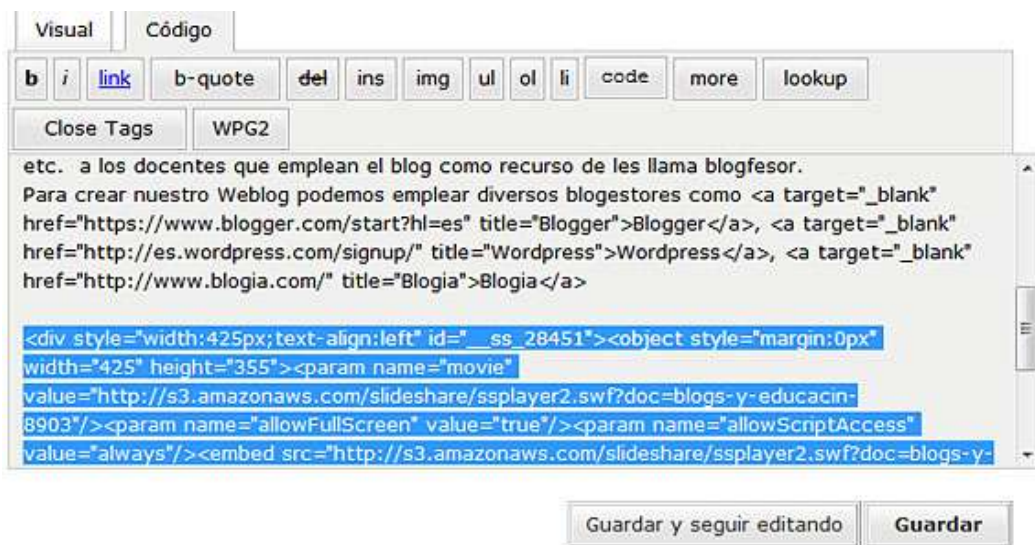 Visual Código
b i link b-quote del ins img ul ol li code more lookup
Close Tags WPG2
etc.  a los docentes que emplean el blog como recurso de les llama blogfesor.
Para crear nuestro Weblog podemos emplear diversos blogestores como <a target="_blank"
href="https://www.blogger.com/start?hl=es" title="Blogger">Blogger</a>, <a target="_blank"
href="http://es.wordpress.com/signup/" title="Wordpress">Wordpress</a>, <a target="_blank"
href="http://www.blogia.com/" title="Blogia">Blogia</a>
<div style="width:425px;text-align:left" id="__ss_28451"><object style="margin:0px"
width="425" height="355"><param name="movie"
value="http://s3.amazonaws.com/slideshare/ssplayer2.swf?doc=blogs-y-educacin-
8903"/><param name="allowFullScreen" value="true"/><param name="allowScriptAccess"
value="always"/><embed src="http://s3.amazonaws.com/slideshare/ssplayer2.swf?doc=blogs-y-
Guardar y seguir editando Guardar